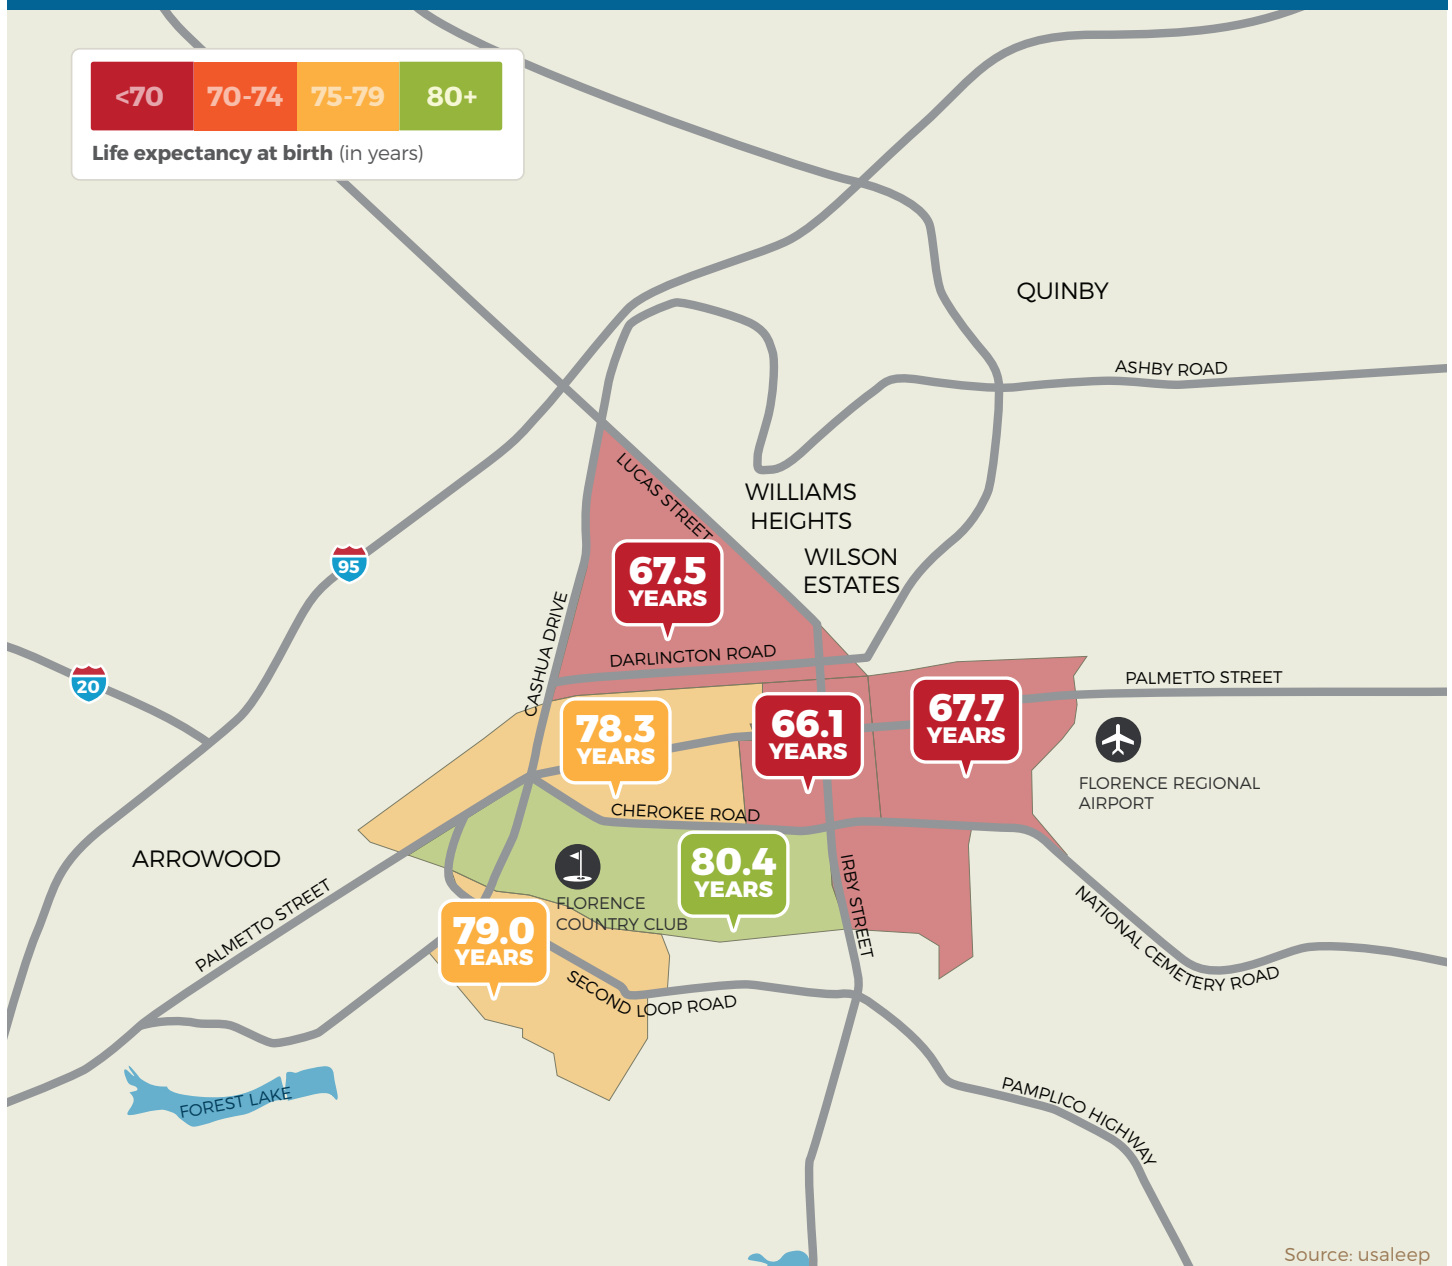 <70
70-74
75-79
80+
Life expectancy at birth (in years)
QUINBY
ASHBY ROAD
LUCAS STREET
WILLIAMS
HEIGHTS
WILSON
ESTATES
95
67.5
YEARS
CASHUA DRIVE
DARLINGTON ROAD
20
PALMETTO STREET
78.3
YEARS
66.1
YEARS
67.7
YEARS
FLORENCE REGIONAL
AIRPORT
CHEROKEE ROAD
ARROWOOD
80.4
YEARS
IRBY STREET
FLORENCE
COUNTRY CLUB
PALMETTO STREET
79.0
YEARS
NATIONAL CEMETERY ROAD
SECOND LOOP ROAD
FOREST LAKE
PAMPLICO HIGHWAY
Source: usaleep